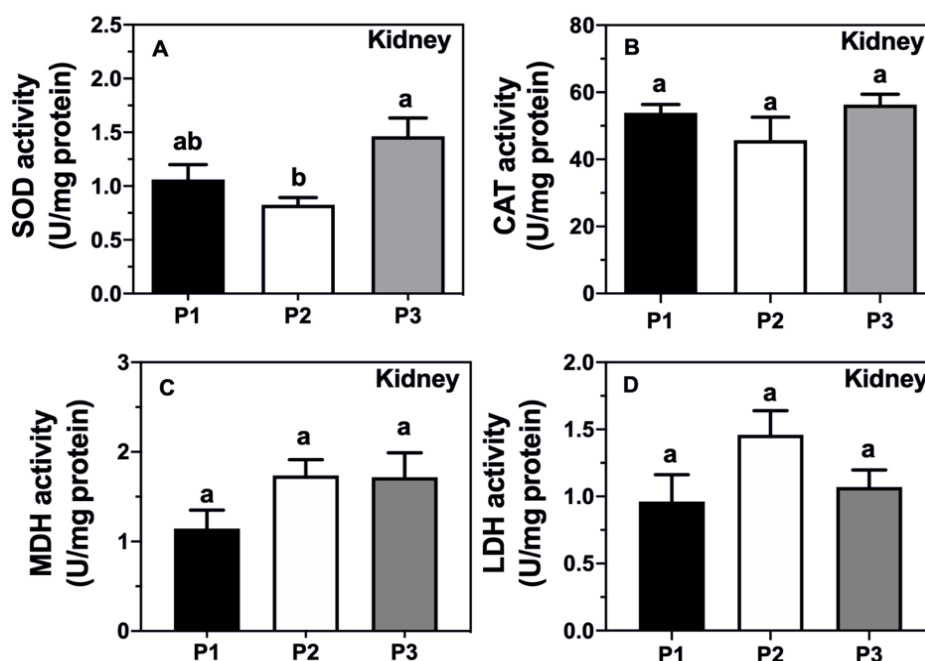 A
Kidney
SOD activity
(U/mg protein)
2.5
2.0
1.5
1.0
0.5
0.0
ab
b
a
P1
P2
P3
B
Kidney
CAT activity
(U/mg protein)
80
60
40
20
0
a
a
a
P1
P2
P3
C
Kidney
MDH activity
(U/mg protein)
3
2
1
0
a
a
a
P1
P2
P3
D
Kidney
LDH activity
(U/mg protein)
2.0
1.5
1.0
0.5
0.0
a
a
a
P1
P2
P3